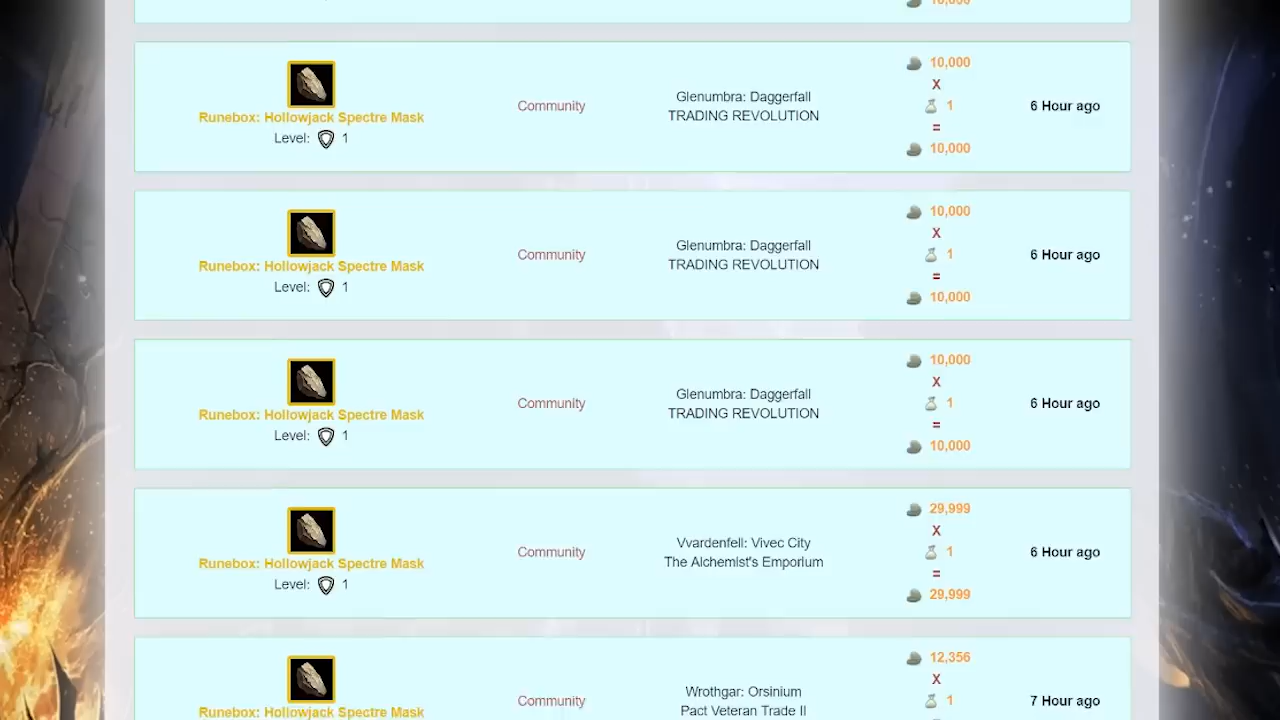 10,000
Runebox: Hollowjack Spectre Mask
Level: 1
Community
Glenumbra: Daggerfall
TRADING REVOLUTION
10,000
X
1
=
10,000
6 Hour ago
Runebox: Hollowjack Spectre Mask
Level: 1
Community
Glenumbra: Daggerfall
TRADING REVOLUTION
10,000
X
1
=
10,000
6 Hour ago
Runebox: Hollowjack Spectre Mask
Level: 1
Community
Glenumbra: Daggerfall
TRADING REVOLUTION
10,000
X
1
=
10,000
6 Hour ago
Runebox: Hollowjack Spectre Mask
Level: 1
Community
Vvardenfell: Vivec City
The Alchemist's Emporium
29,999
X
1
=
29,999
6 Hour ago
Runebox: Hollowjack Spectre Mask
Community
Wrothgar: Orsinium
Pact Veteran Trade II
12,356
X
1
7 Hour ago